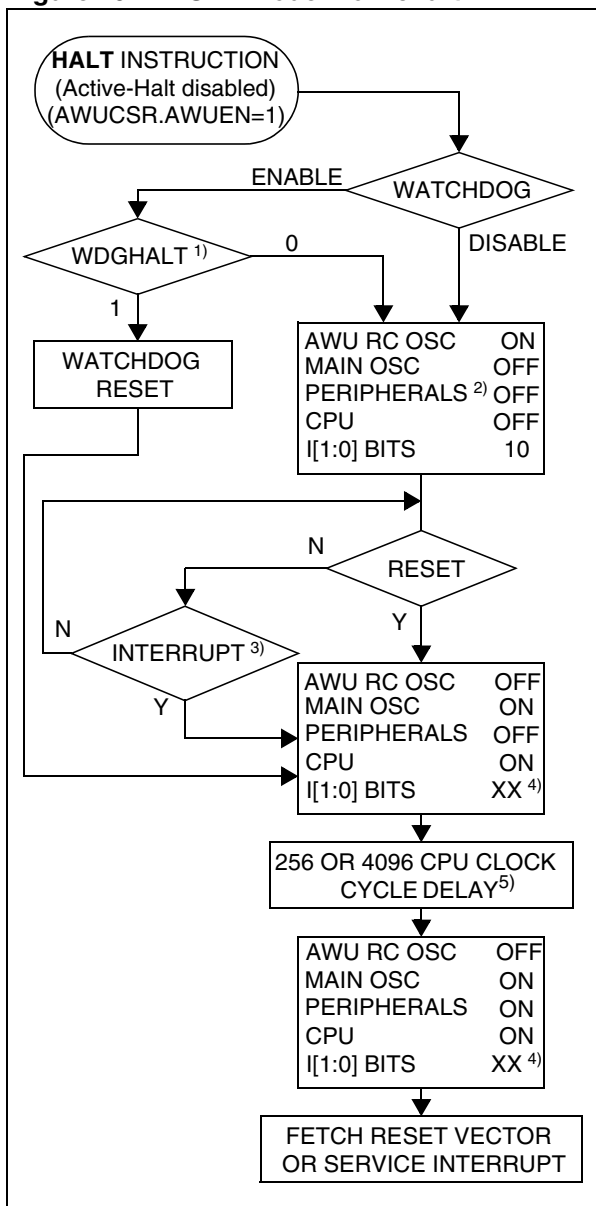 HALT INSTRUCTION
(Active-Halt disabled)
(AWUCSR.AWUEN=1)
WATCHDOG
ENABLE
DISABLE
WDGHALT 1)
0
1
WATCHDOG
RESET
AWU RC OSC ON
MAIN OSC OFF
PERIPHERALS 2) OFF
CPU OFF
I[1:0] BITS 10
RESET
N
Y
INTERRUPT 3)
N
Y
AWU RC OSC OFF
MAIN OSC ON
PERIPHERALS OFF
CPU ON
I[1:0] BITS XX 4)
256 OR 4096 CPU CLOCK
CYCLE DELAY5)
AWU RC OSC OFF
MAIN OSC ON
PERIPHERALS ON
CPU ON
I[1:0] BITS XX 4)
FETCH RESET VECTOR
OR SERVICE INTERRUPT